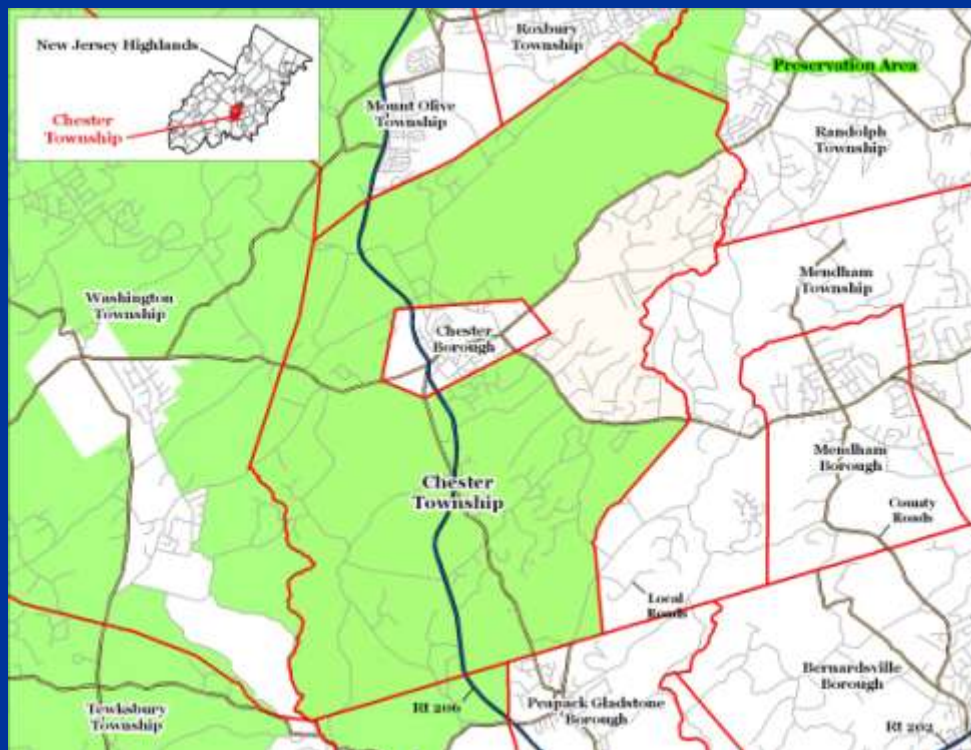 New Jersey Highlands
Chester
Township
Roxbury
Township
Preservation Area
Mount Olive
Township
Randolph
Township
Mendham
Township
Washington
Township
Chester
Borough
Mendham
Borough
Chester
Township
County
Roads
Local
Roads
Bernardsville
Borough
Rt 206
Peapack Gladstone
Borough
Tewksbury
Township
Rt 202